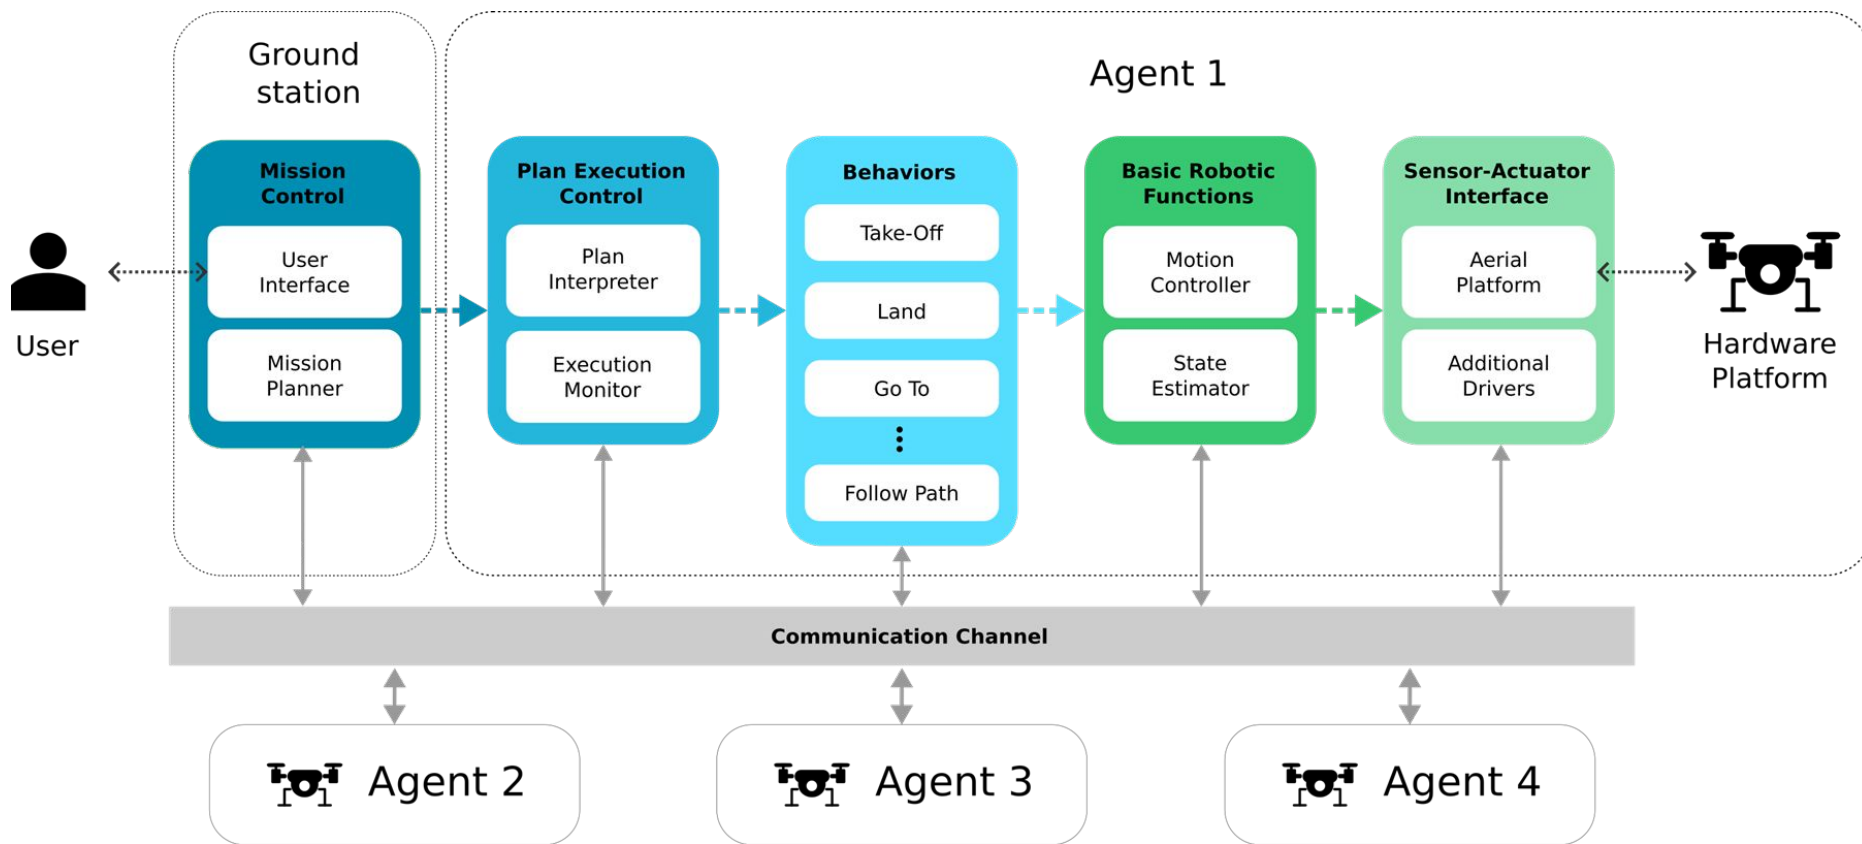 Ground
station
Agent 1
Mission
Control
User
Interface
Mission
Planner
Plan Execution
Control
Plan
Interpreter
Execution
Monitor
Behaviors
Take-Off
Land
Go To
Follow Path
Basic Robotic
Functions
Motion
Controller
State
Estimator
Sensor-Actuator
Interface
Aerial
Platform
Additional
Drivers
User
Hardware
Platform
Communication Channel
Agent 2
Agent 3
Agent 4